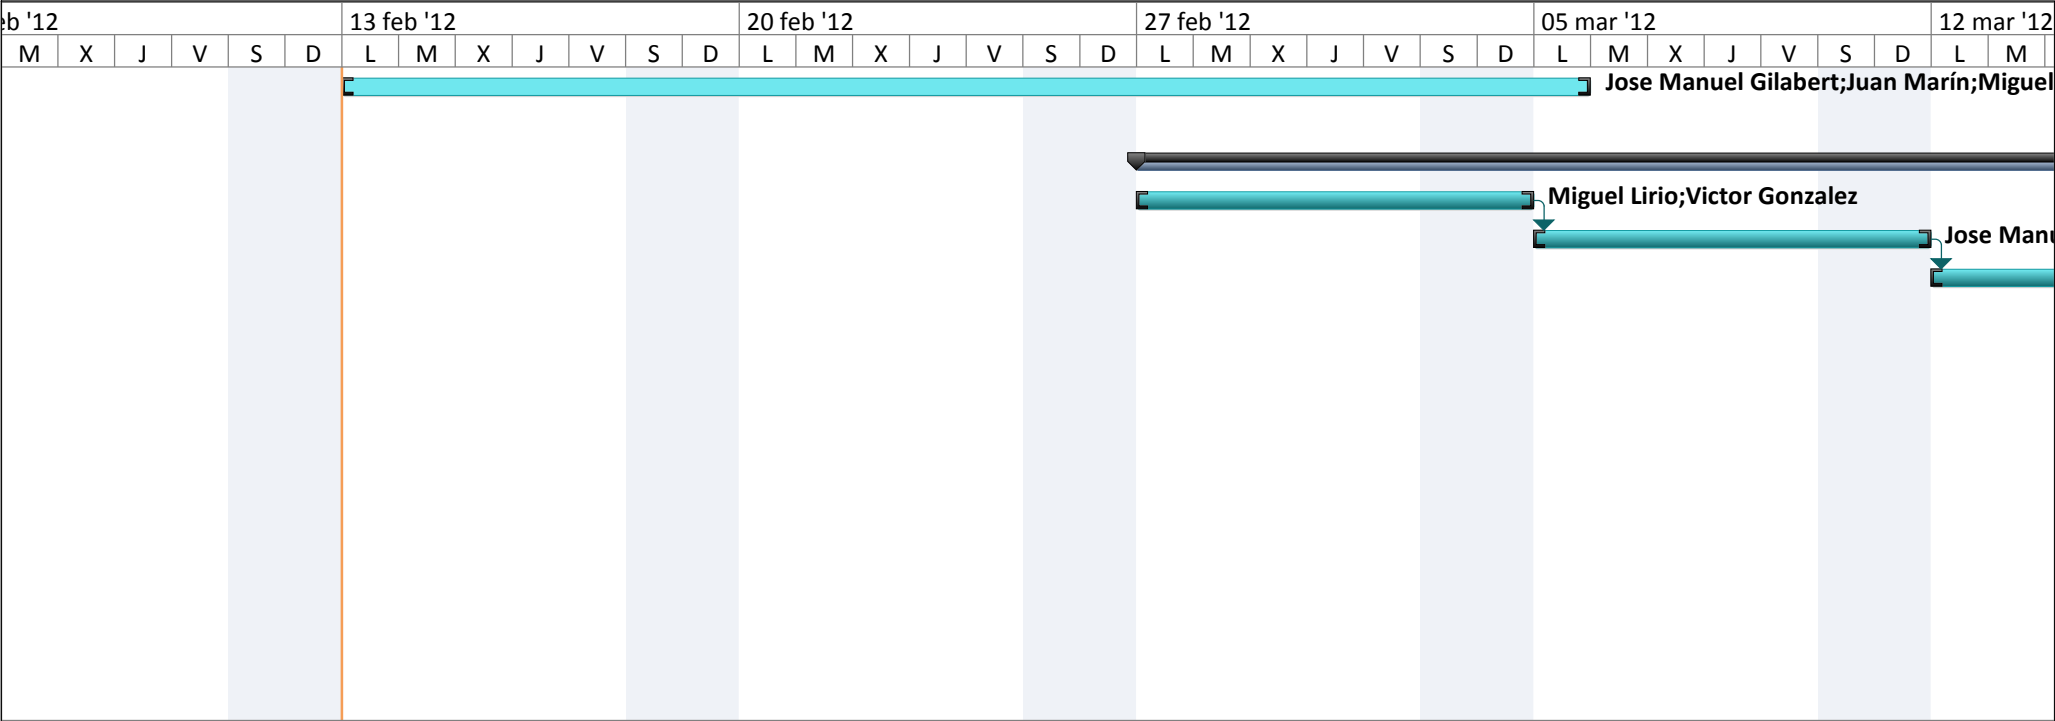 eb '12 13 feb '12 20 feb '12 27 feb '12 05 mar '12 12 mar '12
M X J V S D L M X J V S D L M X J V S D L M X J V S D L M X J V S D L M
Jose Manuel Gilabert;Juan Marín;Miguel
Miguel Lirio;Victor Gonzalez
Jose Manu